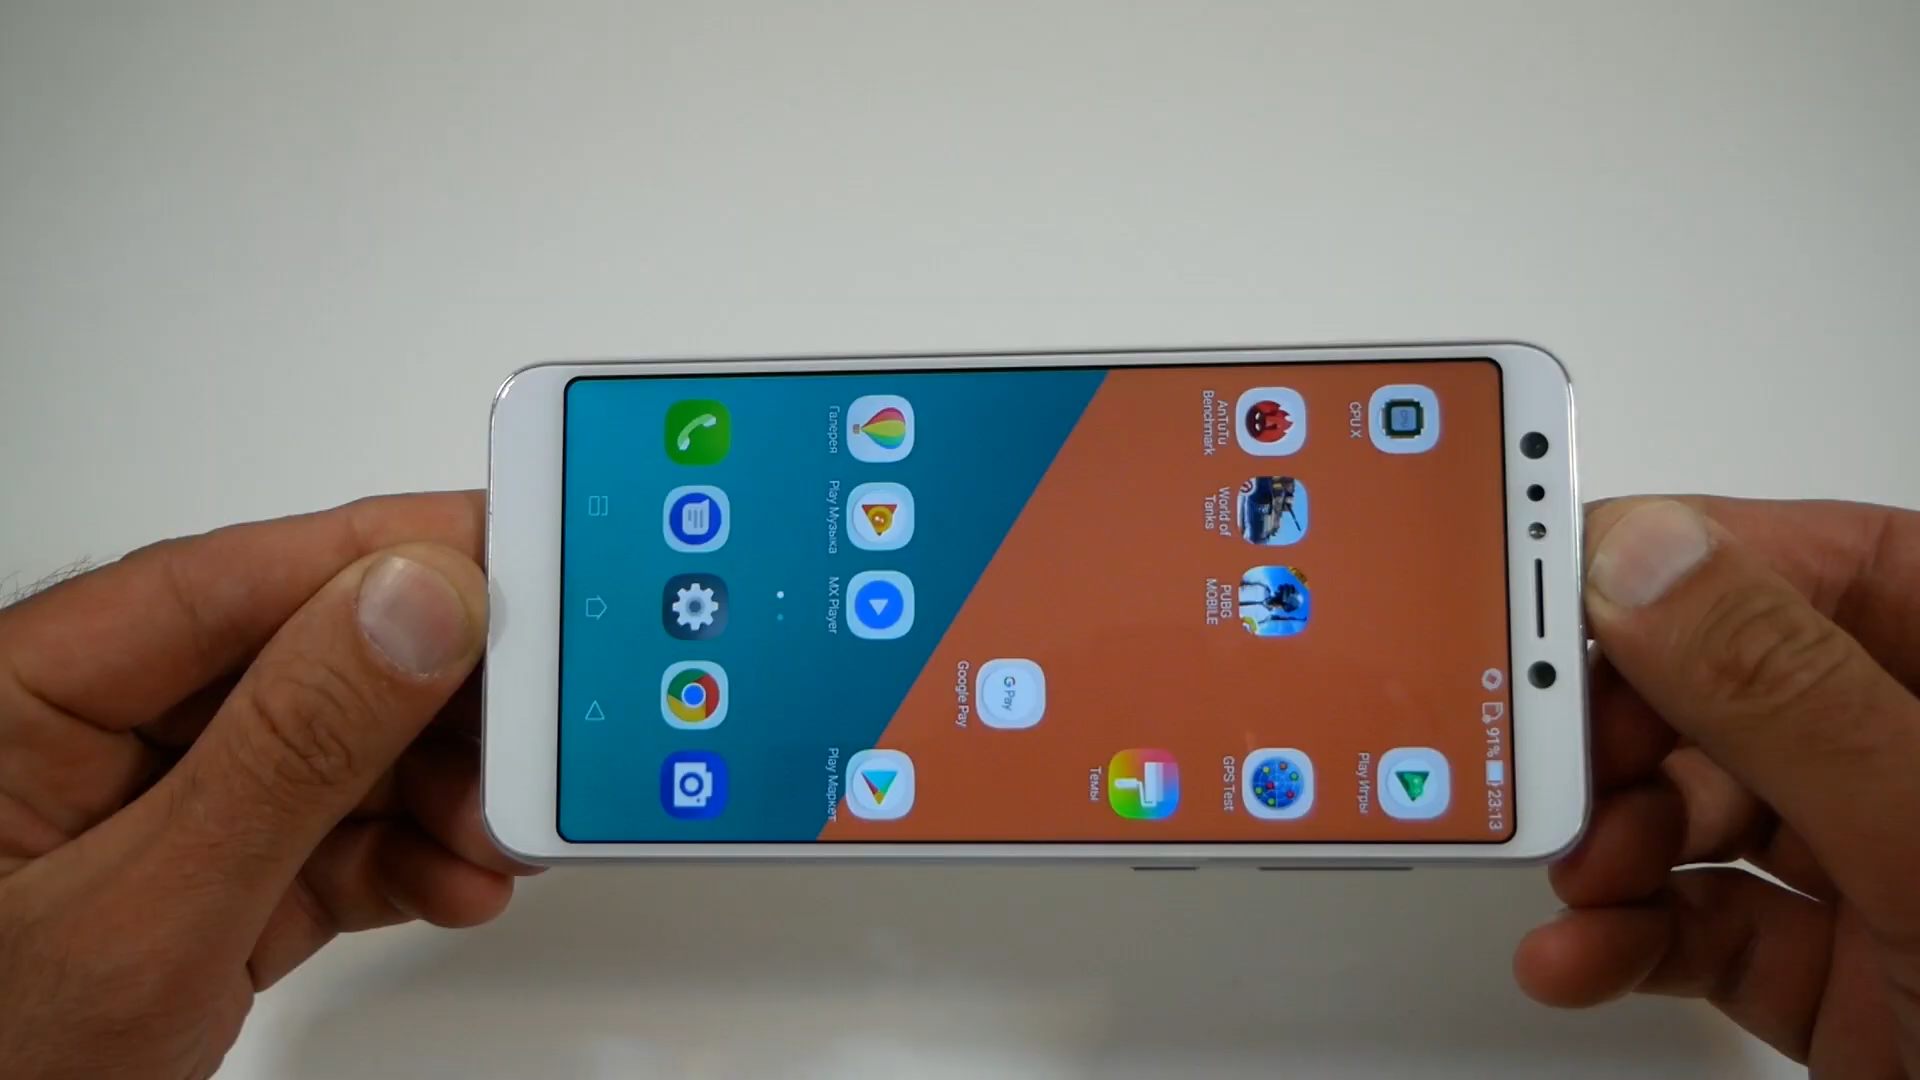 91% 23:13
CPU X
Play Игры
AnTuTu
Benchmark
World of
Tanks
PUBG
MOBILE
GPS Test
Темы
G Pay
Google Pay
Галерея
Play Музыка
MX Player
Play Маркет